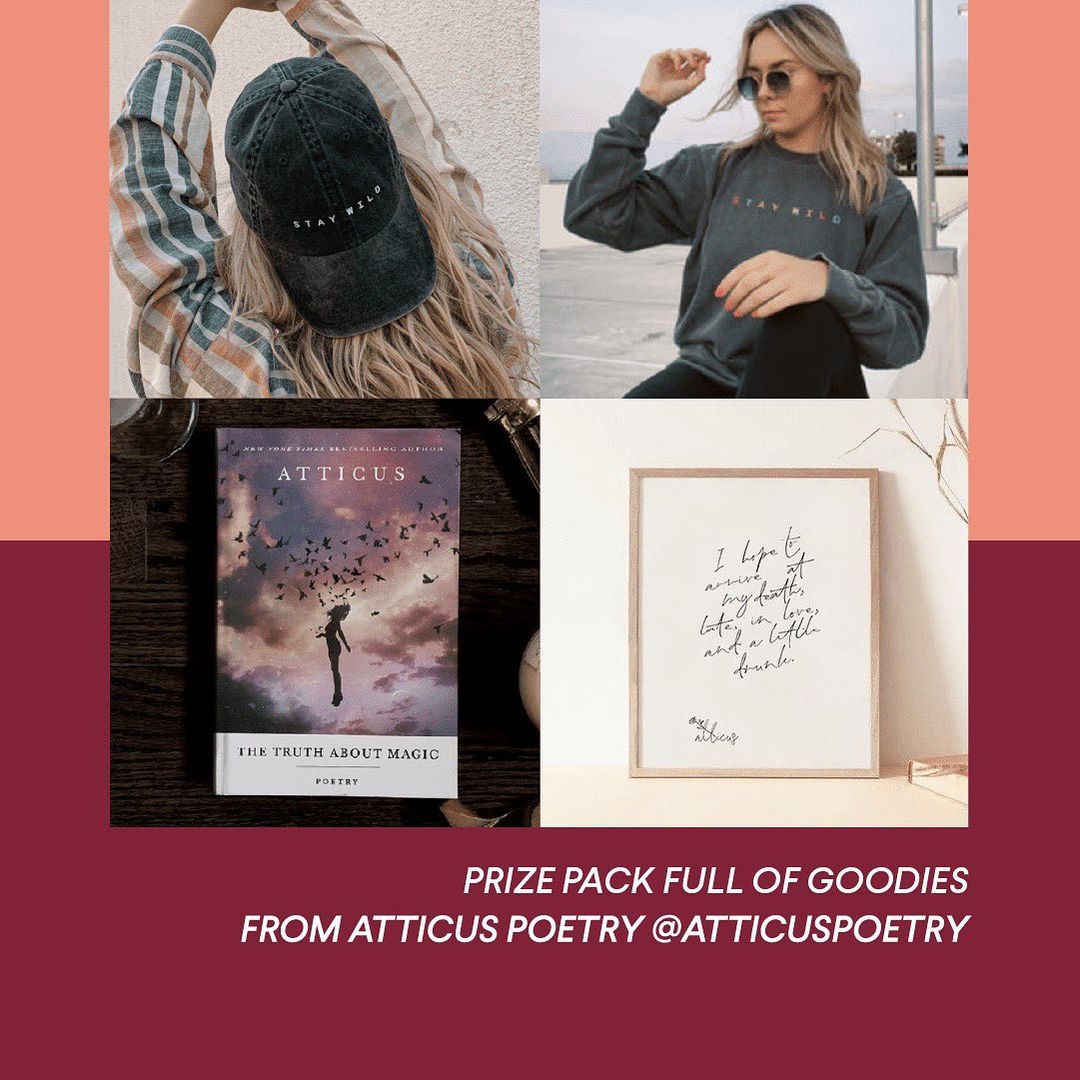 STAY WILD
STAY WILD
NEW YORK TIMES BESTSELLING AUTHOR
ATTICUS
THE TRUTH ABOUT MAGIC
POETRY
I hope to
arrive at
my death,
late, in love,
and a little
drunk.
atticus
PRIZE PACK FULL OF GOODIES
FROM ATTICUS POETRY @ATTICUSPOETRY